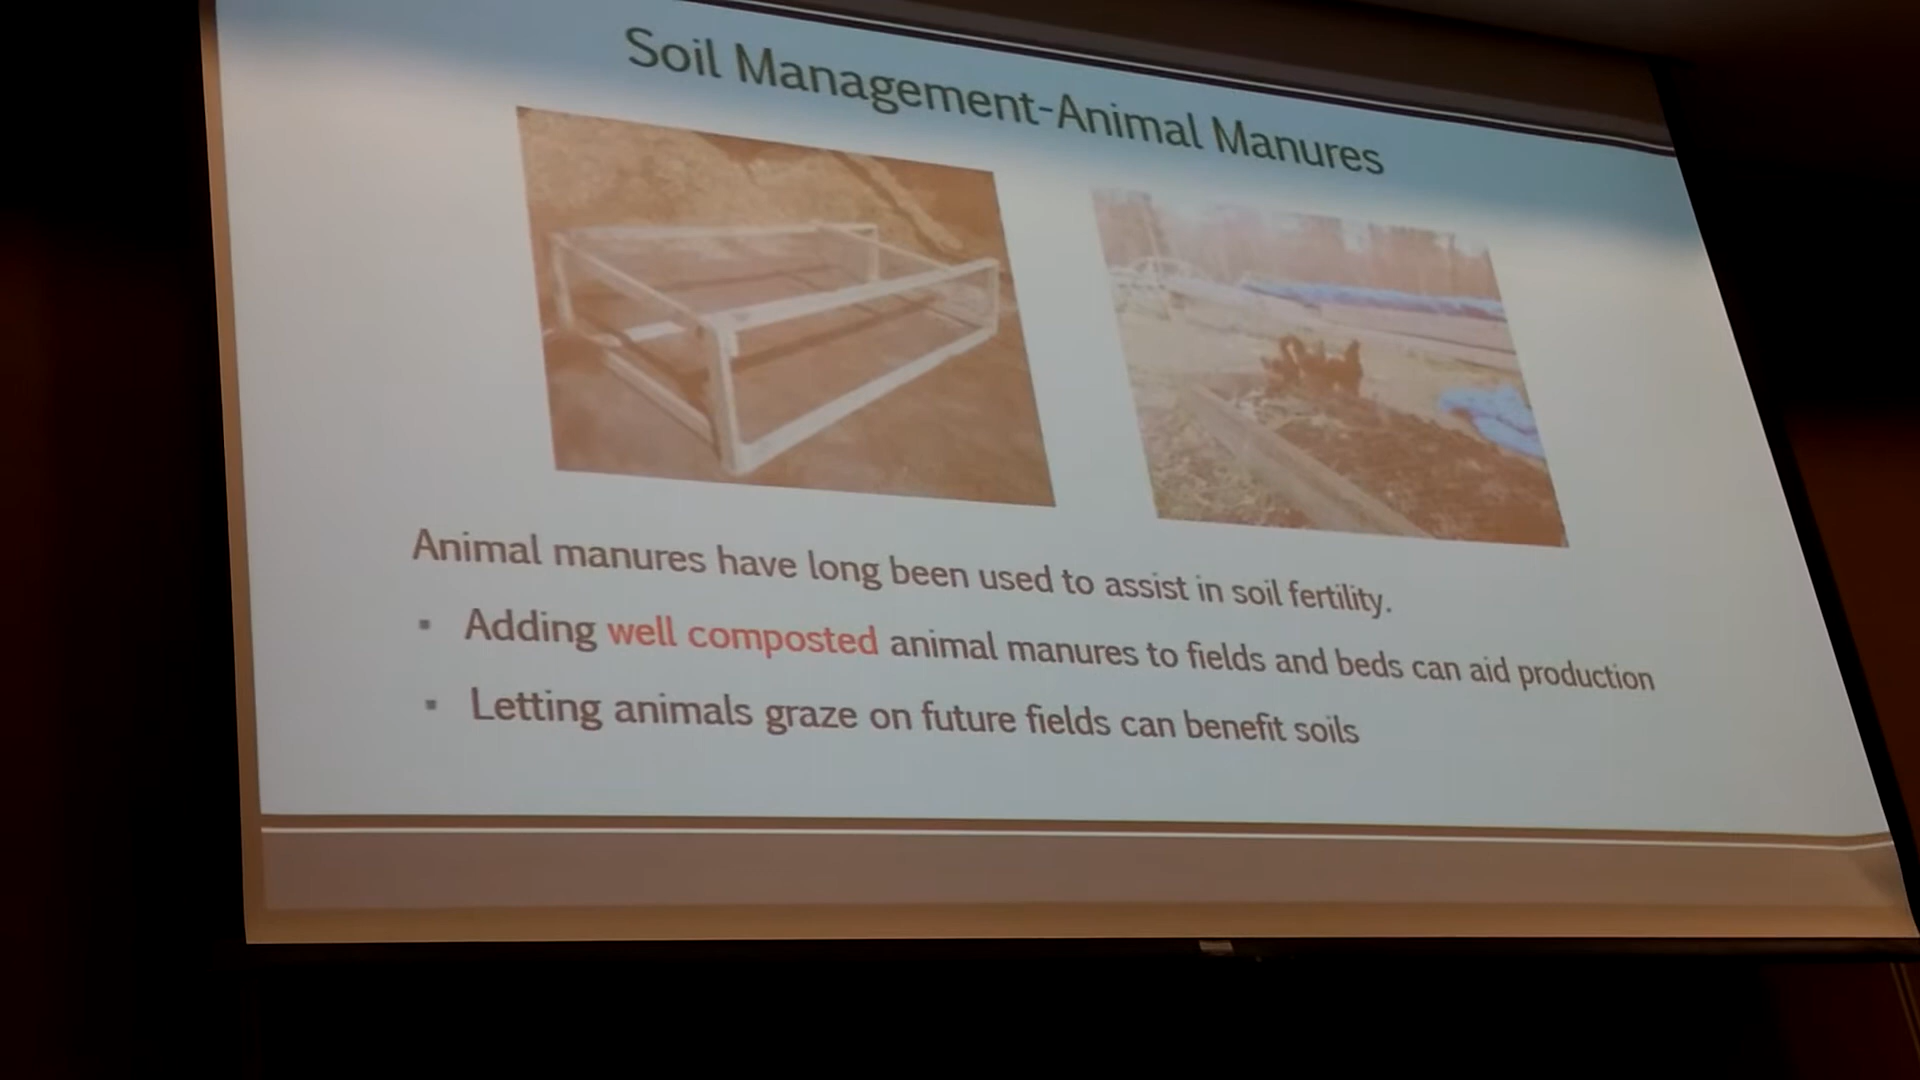 Soil Management-Animal Manures
Animal manures have long been used to assist in soil fertility.
▪ Adding well composted animal manures to fields and beds can aid production
▪ Letting animals graze on future fields can benefit soils